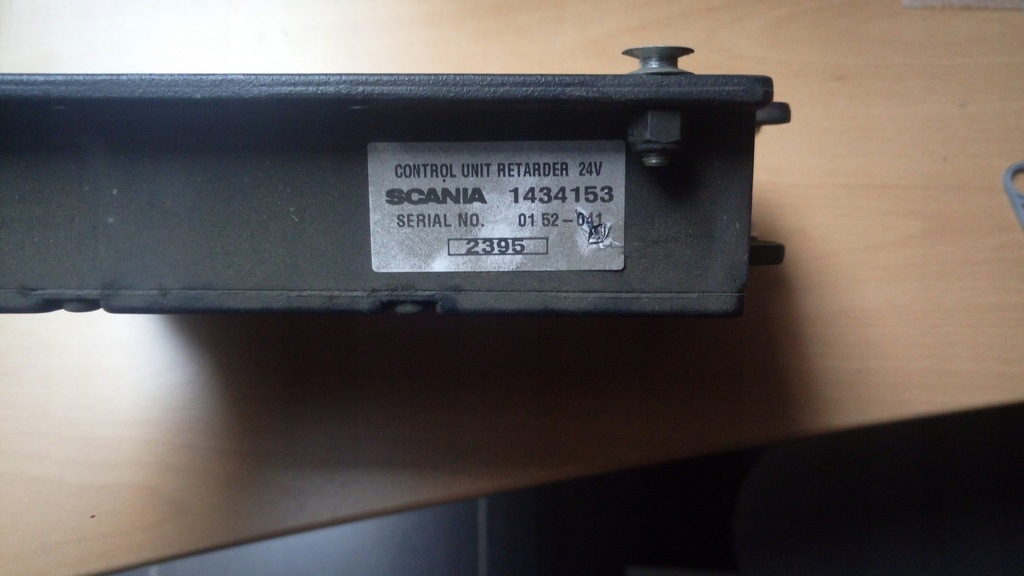 CONTROL UNIT RETARDER 24V
SCANIA 1434153
SERIAL NO. 01 52-041
2395